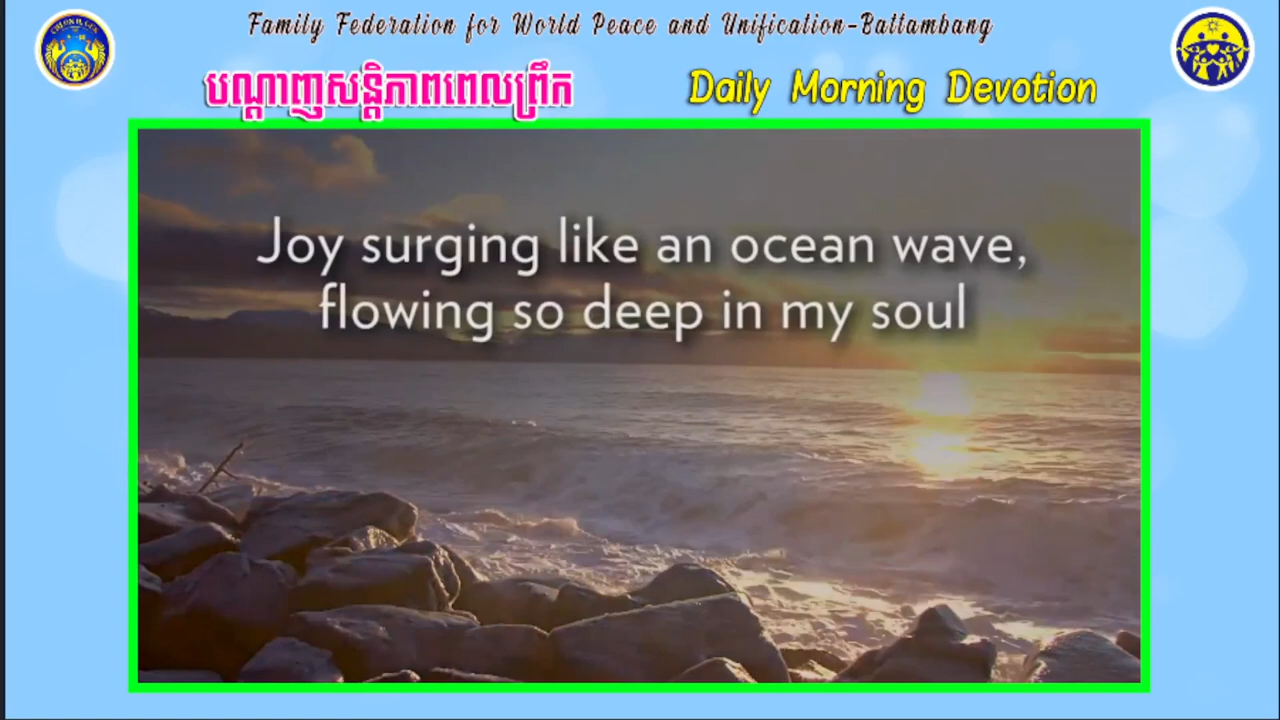 Family Federation for World Peace and Unification-Battambang
បណ្តាញសន្តិភាពពេលព្រឹក
Daily Morning Devotion
Joy surging like an ocean wave,
flowing so deep in my soul